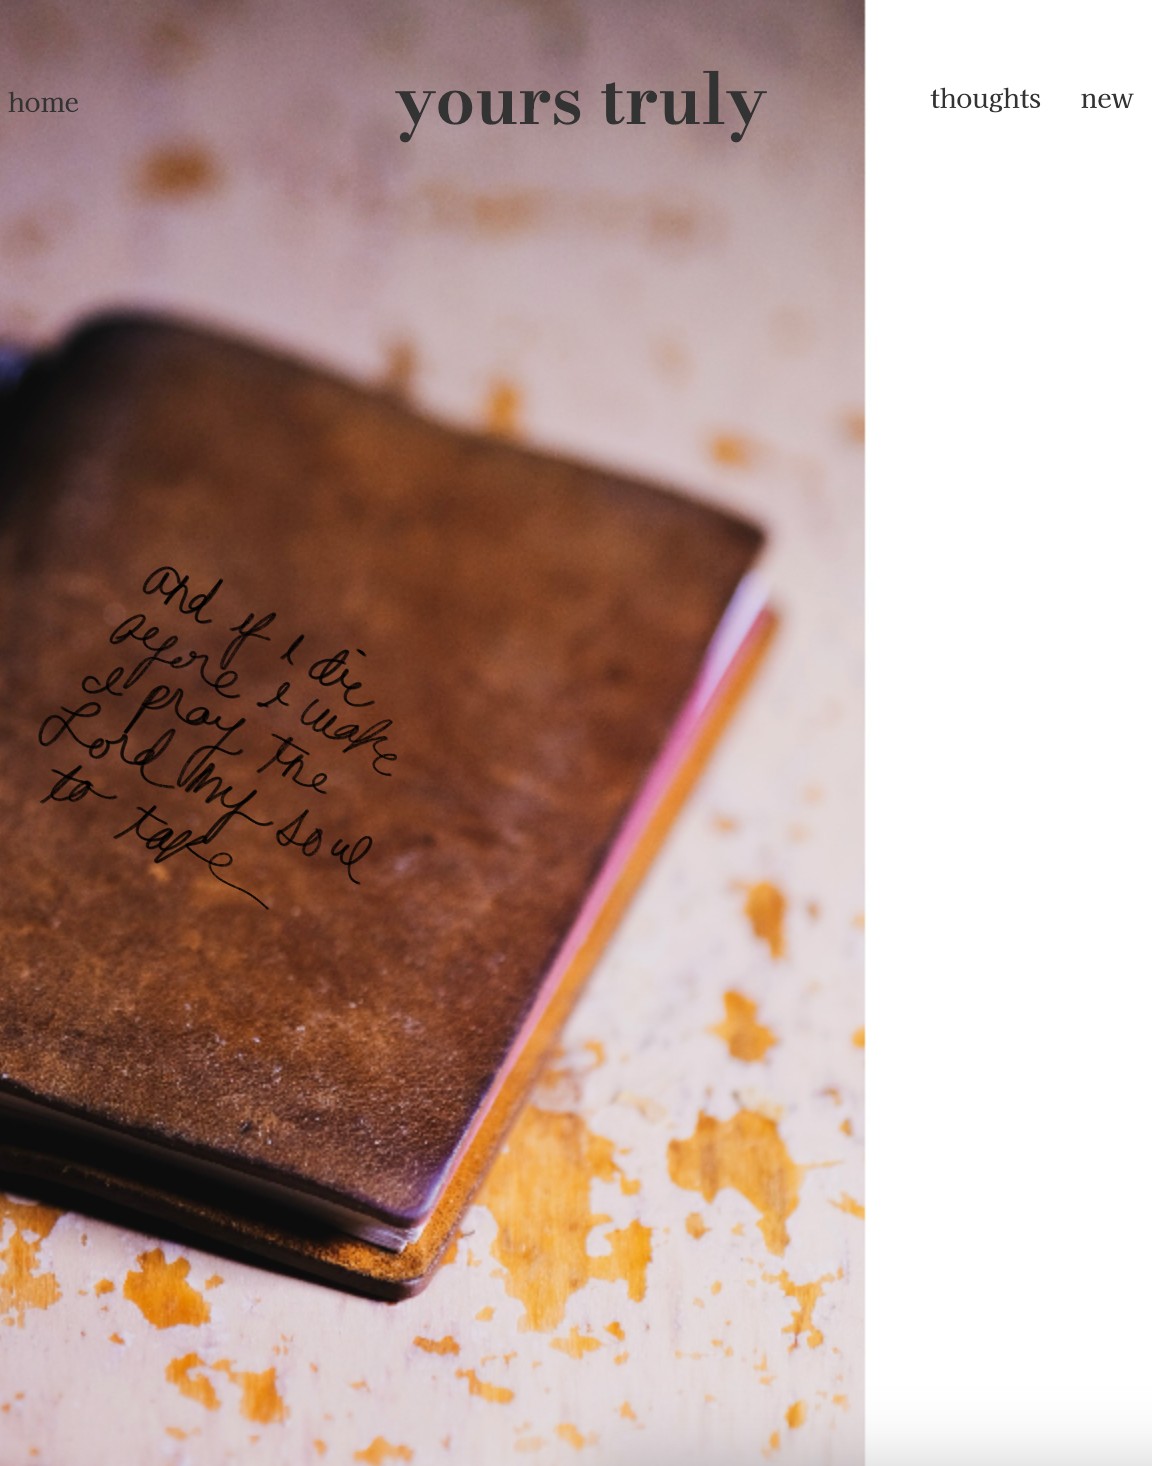 home
yours truly
thoughts
new
and if I die
before I wake
I pray the
Lord my soul
to take